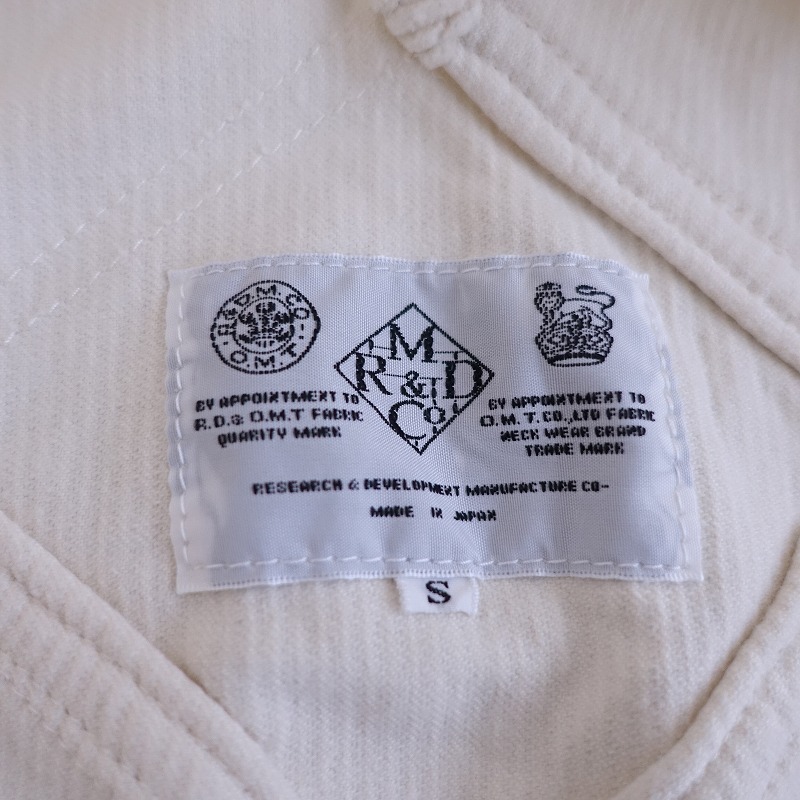 R&D.M.CO.
O.M.T.
M
R & D
Co.
BY APPOINTMENT TO
R.D.& O.M.T FABRIC
QUARITY MARK
BY APPOINTMENT TO
O.M.T.CO.,LTD FABRIC
NECK WEAR BRAND
TRADE MARK
RESEARCH & DEVELOPMENT MANUFACTURE CO-
MADE IN JAPAN
S